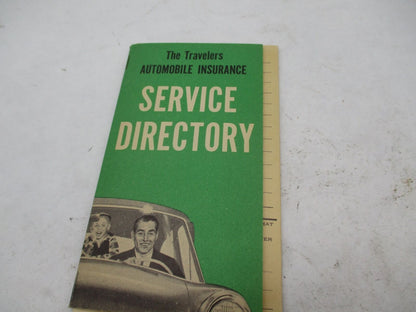 The Travelers
AUTOMOBILE INSURANCE
SERVICE
DIRECTORY